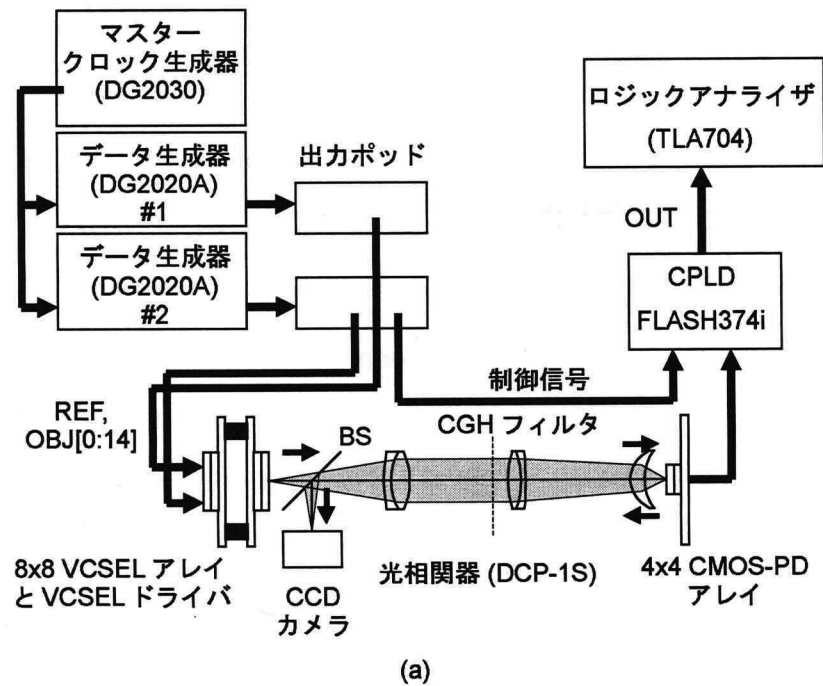 マスター
クロック生成器
(DG2030)
データ生成器
(DG2020A)
#1
データ生成器
(DG2020A)
#2
出力ポッド
ロジックアナライザ
(TLA704)
OUT
CPLD
FLASH374i
制御信号
REF,
OBJ[0:14]
BS
CGH フィルタ
8x8 VCSEL アレイ
と VCSEL ドライバ
CCD
カメラ
光相関器 (DCP-1S)
4x4 CMOS-PD
アレイ
(a)